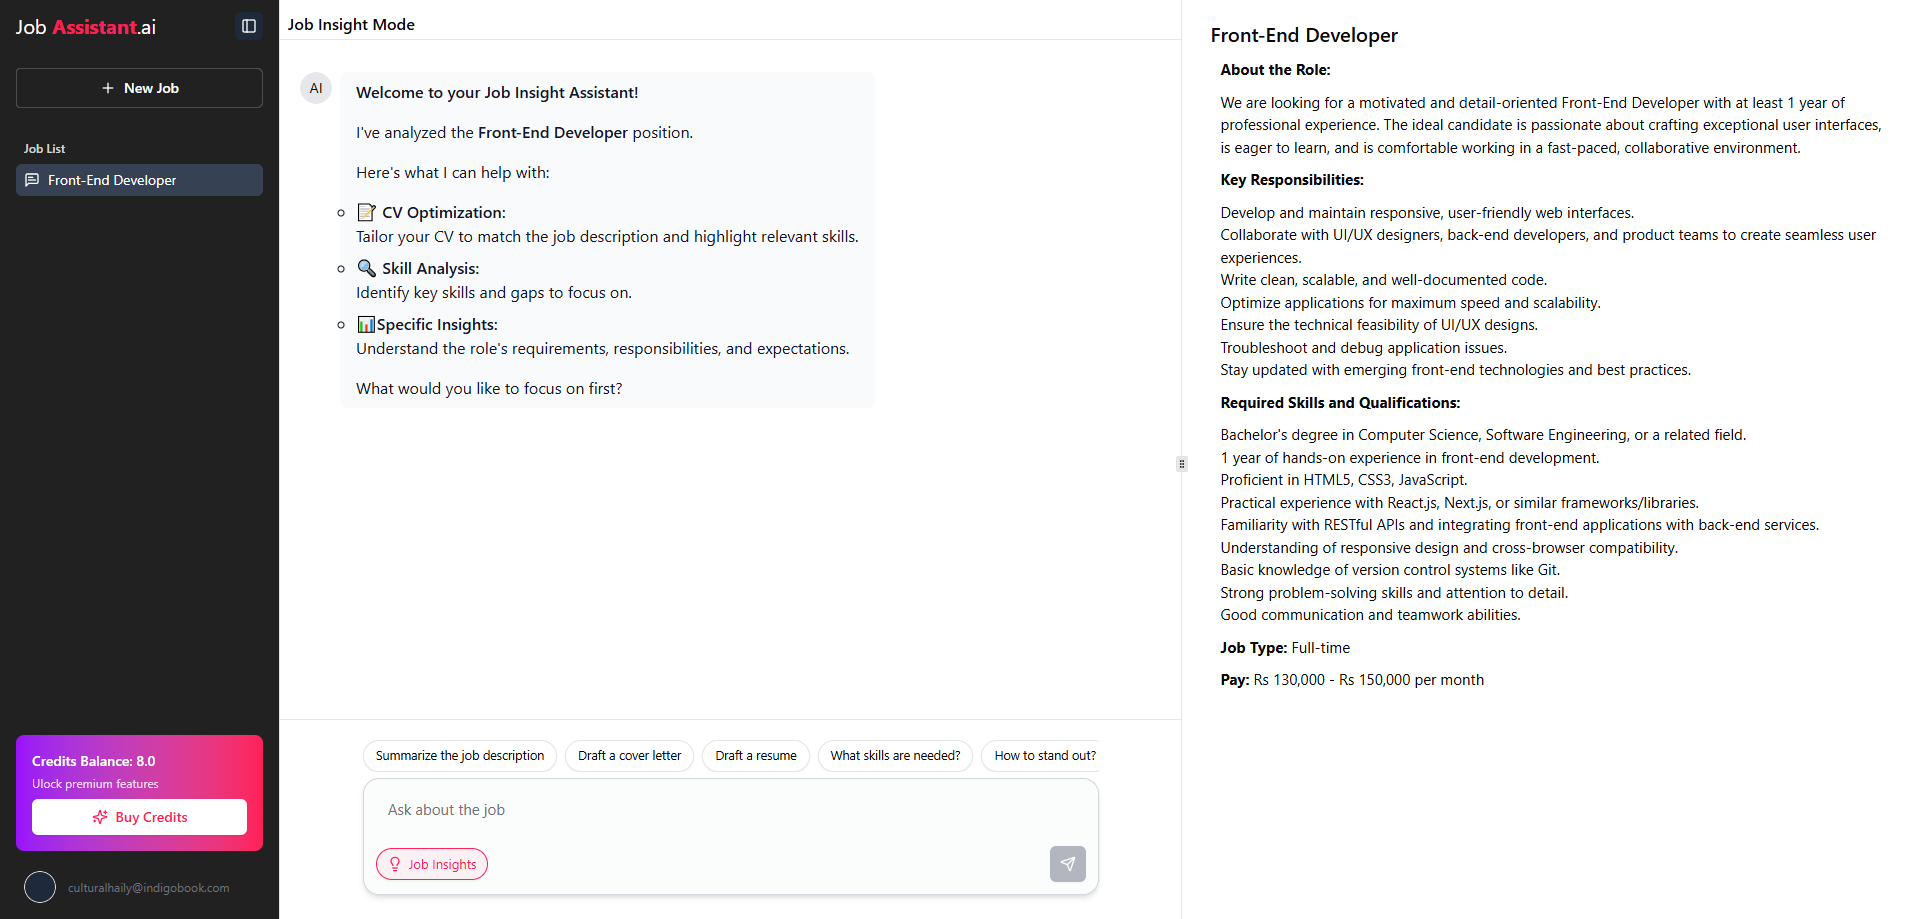 Job Assistant.ai
New Job
Job List
Front-End Developer
Credits Balance: 8.0
Ulock premium features
Buy Credits
culturalhaily@indigobook.com
Job Insight Mode
AI
Welcome to your Job Insight Assistant!
I've analyzed the Front-End Developer position.
Here's what I can help with:
📝 CV Optimization:
Tailor your CV to match the job description and highlight relevant skills.
🔍 Skill Analysis:
Identify key skills and gaps to focus on.
📊Specific Insights:
Understand the role's requirements, responsibilities, and expectations.
What would you like to focus on first?
Summarize the job description
Draft a cover letter
Draft a resume
What skills are needed?
How to stand out?
Ask about the job
Job Insights
Front-End Developer
About the Role:
We are looking for a motivated and detail-oriented Front-End Developer with at least 1 year of
professional experience. The ideal candidate is passionate about crafting exceptional user interfaces,
is eager to learn, and is comfortable working in a fast-paced, collaborative environment.
Key Responsibilities:
Develop and maintain responsive, user-friendly web interfaces.
Collaborate with UI/UX designers, back-end developers, and product teams to create seamless user
experiences.
Write clean, scalable, and well-documented code.
Optimize applications for maximum speed and scalability.
Ensure the technical feasibility of UI/UX designs.
Troubleshoot and debug application issues.
Stay updated with emerging front-end technologies and best practices.
Required Skills and Qualifications:
Bachelor's degree in Computer Science, Software Engineering, or a related field.
1 year of hands-on experience in front-end development.
Proficient in HTML5, CSS3, JavaScript.
Practical experience with React.js, Next.js, or similar frameworks/libraries.
Familiarity with RESTful APIs and integrating front-end applications with back-end services.
Understanding of responsive design and cross-browser compatibility.
Basic knowledge of version control systems like Git.
Strong problem-solving skills and attention to detail.
Good communication and teamwork abilities.
Job Type: Full-time
Pay: Rs 130,000 - Rs 150,000 per month